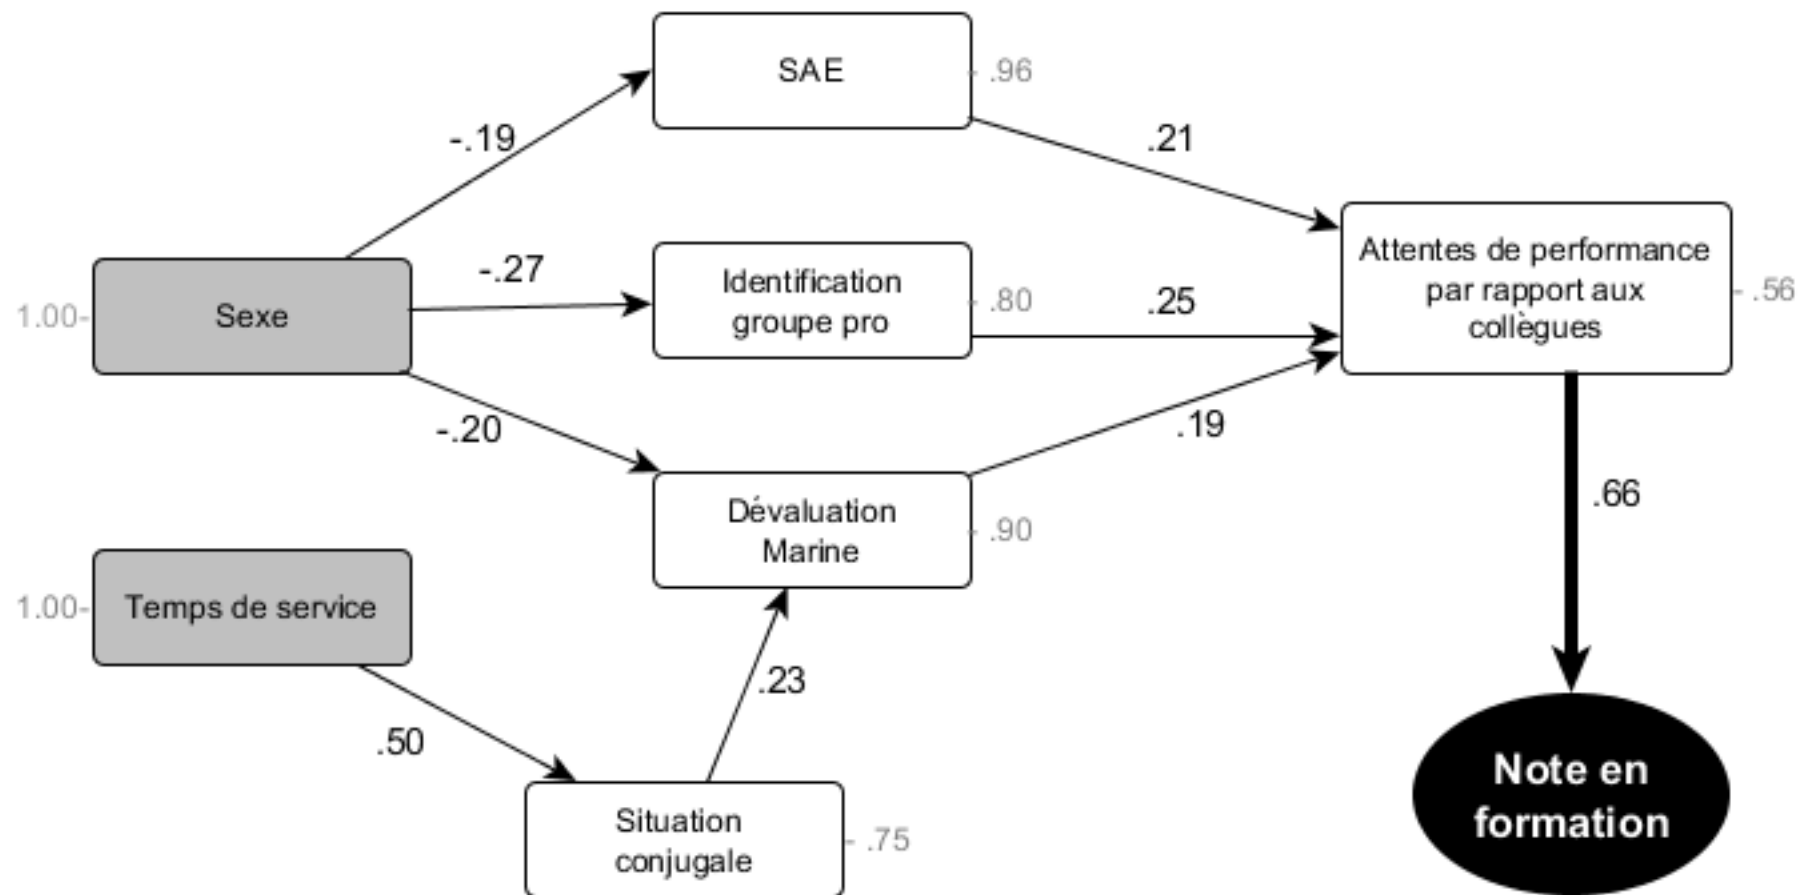 SAE
- .96
-.19
.21
Attentes de performance
par rapport aux
collègues
- .56
-.27
Identification
groupe pro
- .80
.25
1.00-
Sexe
-.20
.19
Dévaluation
Marine
- .90
.66
1.00-
Temps de service
.23
.50
Note en
formation
Situation
conjugale
- .75